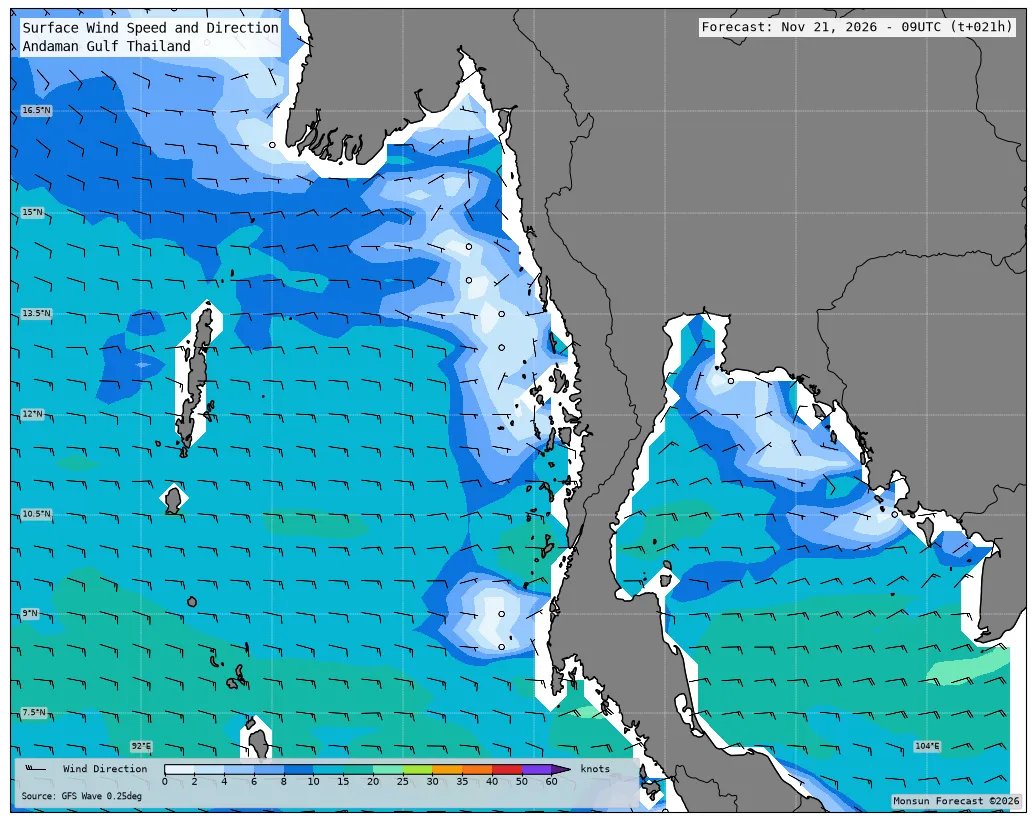 Surface Wind Speed and Direction
Andaman Gulf Thailand
Forecast: Nov 21, 2026 - 09UTC (t+021h)
16.5°N
15°N
13.5°N
12°N
10.5°N
9°N
7.5°N
92°E
104°E
Wind Direction
knots
0 2 4 6 8 10 15 20 25 30 35 40 50 60
Source: GFS Wave 0.25deg
Monsun Forecast ©2026